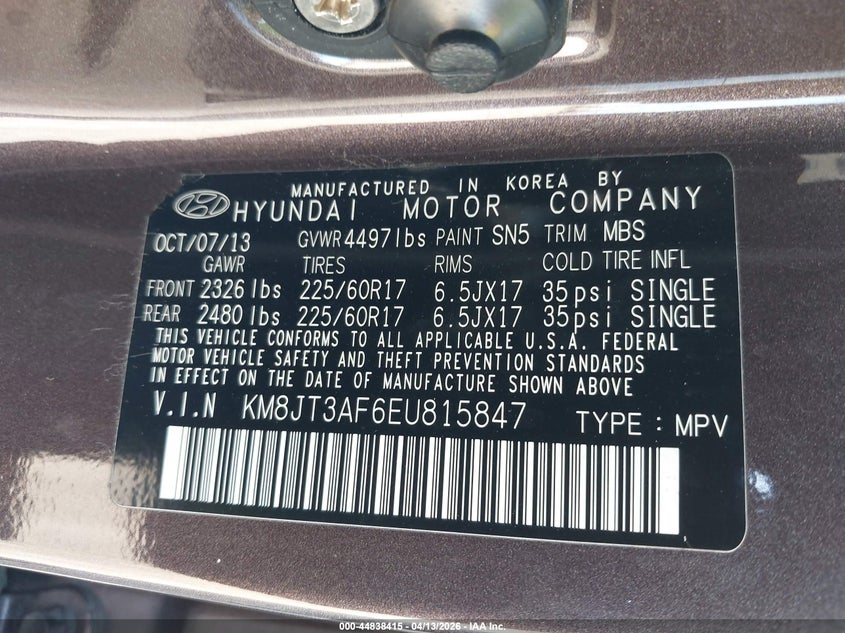 MANUFACTURED IN KOREA BY
HYUNDAI MOTOR COMPANY
OCT/07/13 GVWR 4497lbs PAINT SN5 TRIM MBS
GAWR TIRES RIMS COLD TIRE INFL
FRONT 2326 lbs 225/60R17 6.5JX17 35psi SINGLE
REAR 2480 lbs 225/60R17 6.5JX17 35psi SINGLE
THIS VEHICLE CONFORMS TO ALL APPLICABLE U.S.A. FEDERAL
MOTOR VEHICLE SAFETY AND THEFT PREVENTION STANDARDS
IN EFFECT ON THE DATE OF MANUFACTURE SHOWN ABOVE
V.I.N KM8JT3AF6EU815847 TYPE : MPV
000-44838415 - 04/13/2026 - IAA Inc.